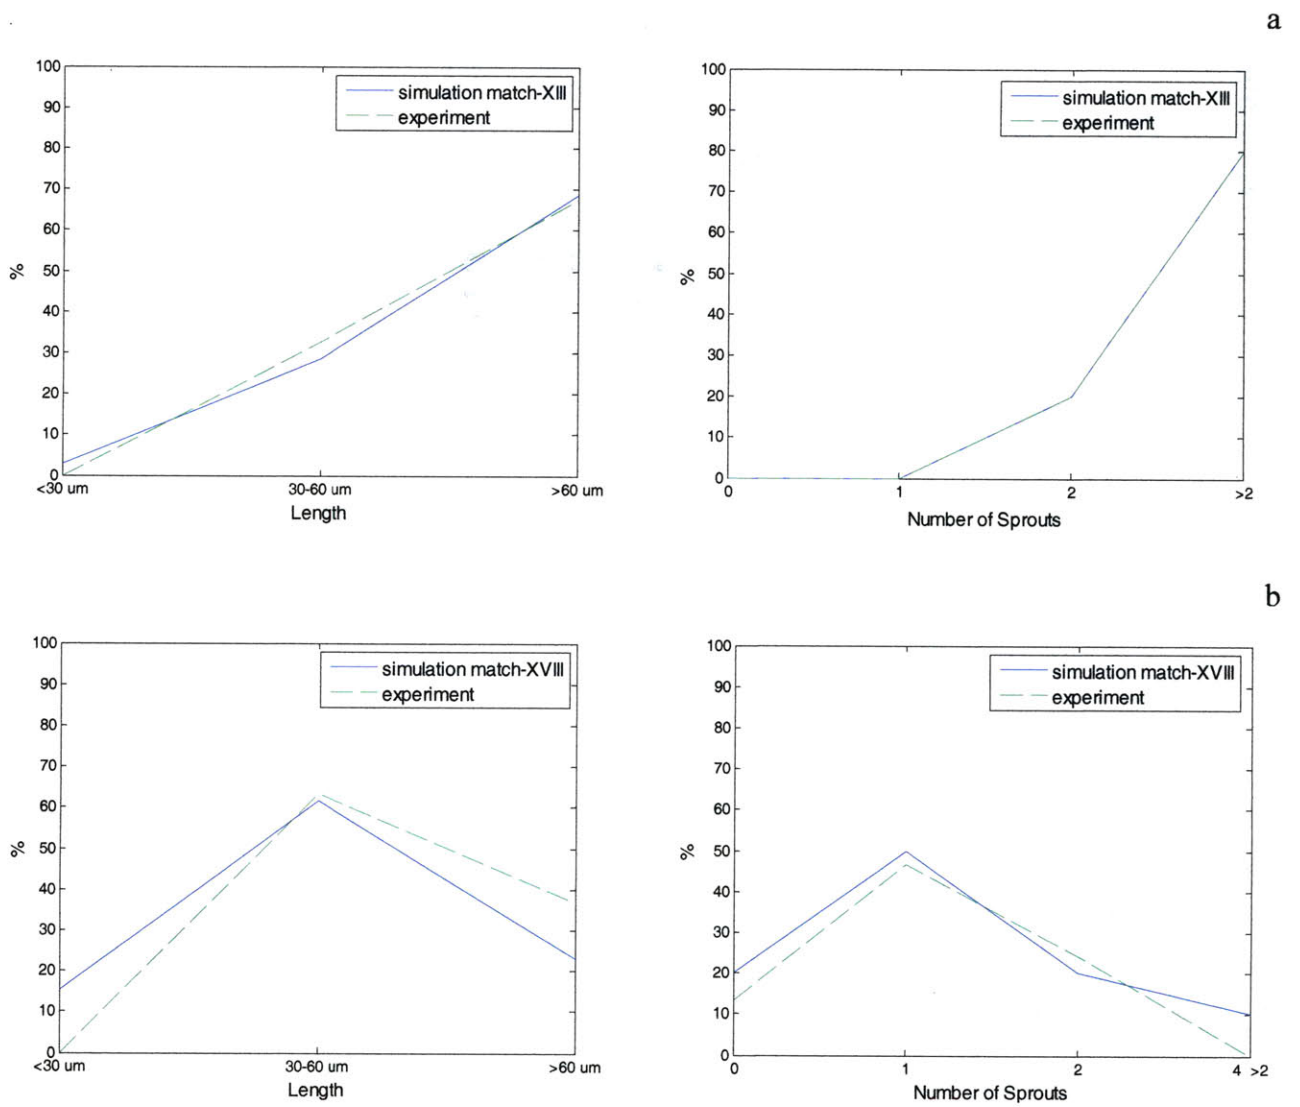 a
100
90
80
70
60
50
40
30
20
10
0
%
simulation match-XIII
experiment
<30 um
30-60 um
>60 um
Length
100
90
80
70
60
50
40
30
20
10
0
%
simulation match-XIII
experiment
0
1
2
>2
Number of Sprouts
b
100
90
80
70
60
50
40
30
20
10
0
%
simulation match-XVIII
experiment
<30 um
30-60 um
>60 um
Length
100
90
80
70
60
50
40
30
20
10
0
%
simulation match-XVIII
experiment
0
1
2
4 >2
Number of Sprouts